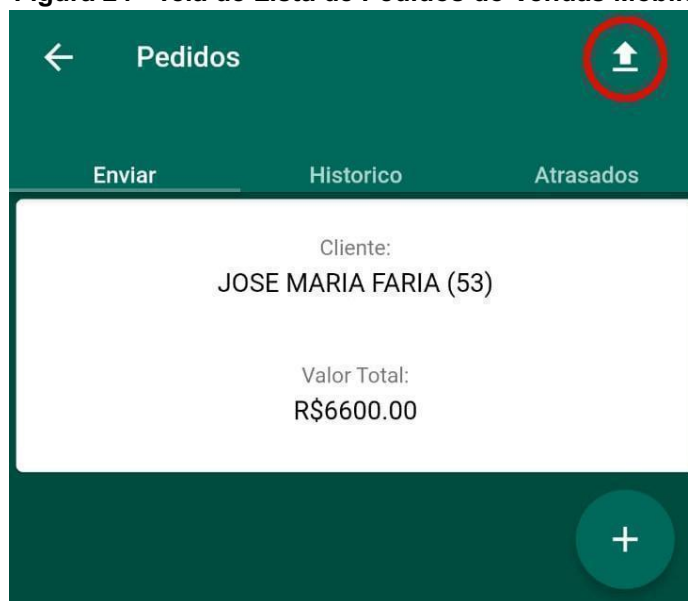 Pedidos
Enviar Historico Atrasados
Cliente:
JOSE MARIA FARIA (53)
Valor Total:
R$6600.00